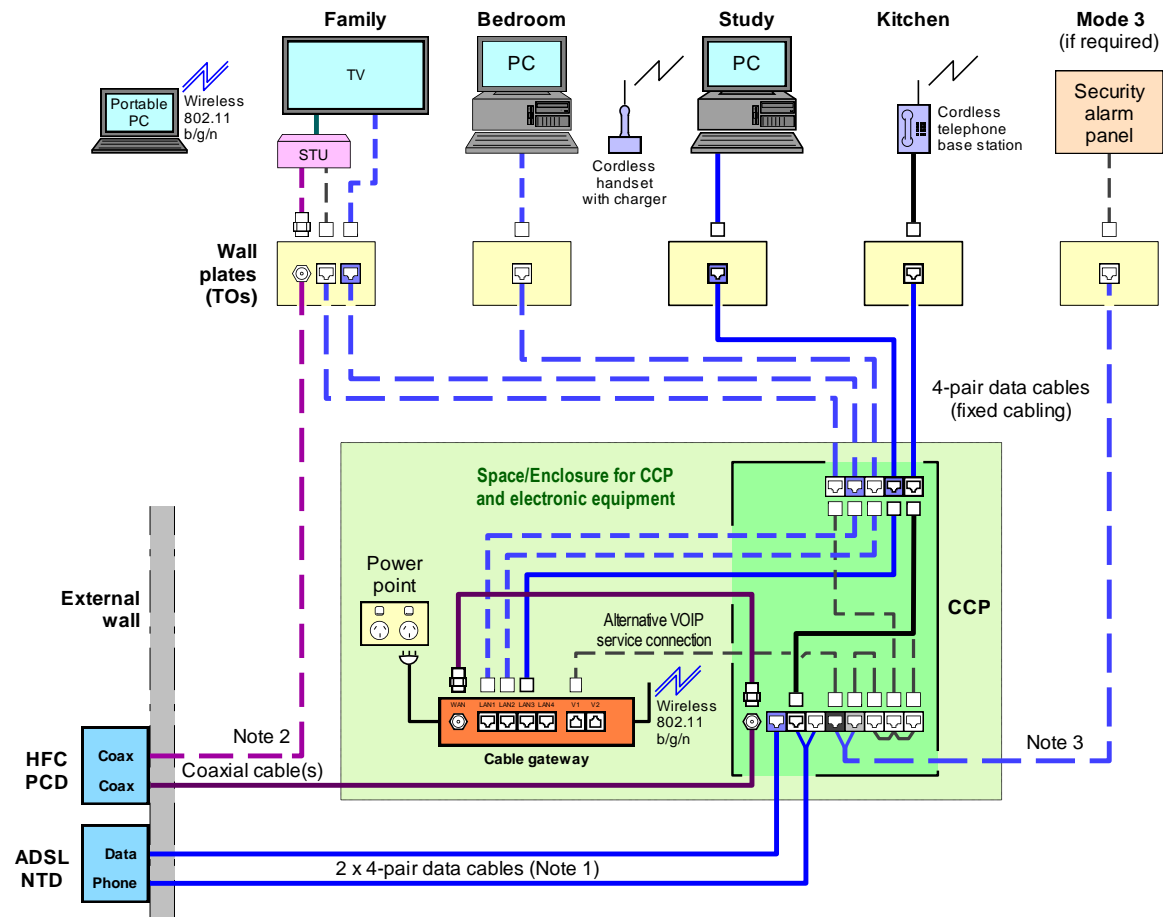 Family
Bedroom
Study
Kitchen
Mode 3
(if required)
Portable
PC
Wireless
802.11
b/g/n
TV
STU
PC
Cordless
handset
with charger
PC
Cordless
telephone
base station
Security
alarm
panel
Wall
plates
(TOs)
4-pair data cables
(fixed cabling)
Space/Enclosure for CCP
and electronic equipment
Power
point
External
wall
Alternative VOIP
service connection
CCP
WAN
LAN1
LAN2
LAN3
LAN4
V1
V2
Wireless
802.11
b/g/n
Cable gateway
Note 2
Note 3
HFC
PCD
Coax
Coax
Coaxial cable(s)
ADSL
NTD
Data
Phone
2 x 4-pair data cables (Note 1)